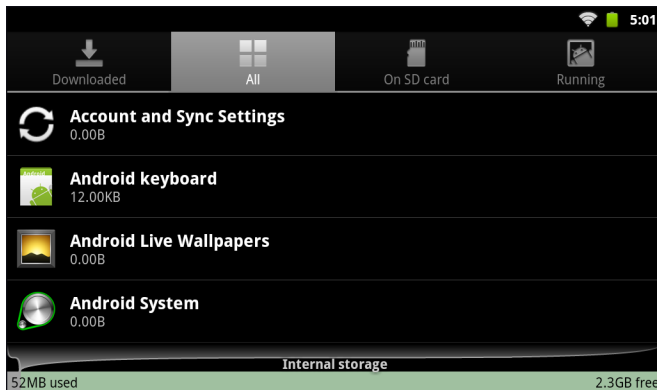 5:01
Downloaded
All
On SD card
Running
Account and Sync Settings
0.00B
Android
Android keyboard
12.00KB
Android Live Wallpapers
0.00B
Android System
0.00B
Internal storage
52MB used
2.3GB free